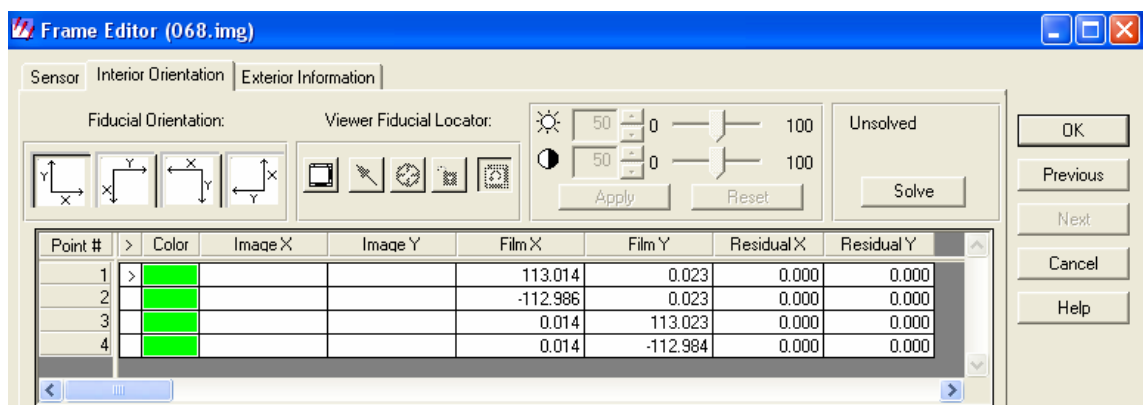 Frame Editor (068.img)
Sensor Interior Orientation Exterior Information
Fiducial Orientation: Viewer Fiducial Locator: 50 0 100 Unsolved OK
Y X Y X X Y X Y 50 0 100 Previous
Apply Reset Solve Next
Point # > Color Image X Image Y Film X Film Y Residual X Residual Y Cancel
1 > 113.014 0.023 0.000 0.000
2 -112.986 0.023 0.000 0.000 Help
3 0.014 113.023 0.000 0.000
4 0.014 -112.984 0.000 0.000